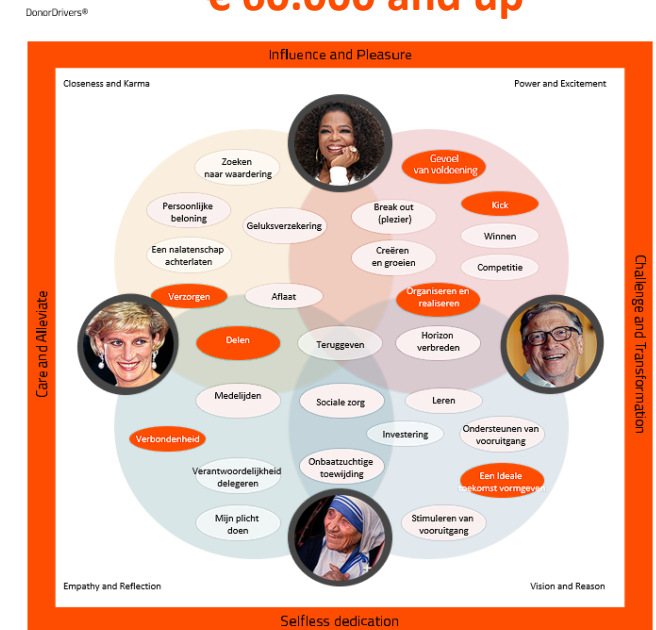 € 60.000 and up
DonorDrivers®
Influence and Pleasure
Closeness and Karma
Power and Excitement
Zoeken
naar waardering
Gevoel
van voldoening
Persoonlijke
beloning
Geluksverzekering
Break out
(plezier)
Kick
Winnen
Een nalatenschap
achterlaten
Creëren
en groeien
Competitie
Verzorgen
Aflaat
Organiseren en
realiseren
Care and Alleviate
Challenge and Transformation
Delen
Teruggeven
Horizon
verbreden
Medelijden
Sociale zorg
Leren
Verbondenheid
Investering
Ondersteunen van
vooruitgang
Verantwoordelijkheid
delegeren
Onbaatzuchtige
toewijding
Een Ideale
toekomst vormgeven
Mijn plicht
doen
Stimuleren van
vooruitgang
Empathy and Reflection
Vision and Reason
Selfless dedication